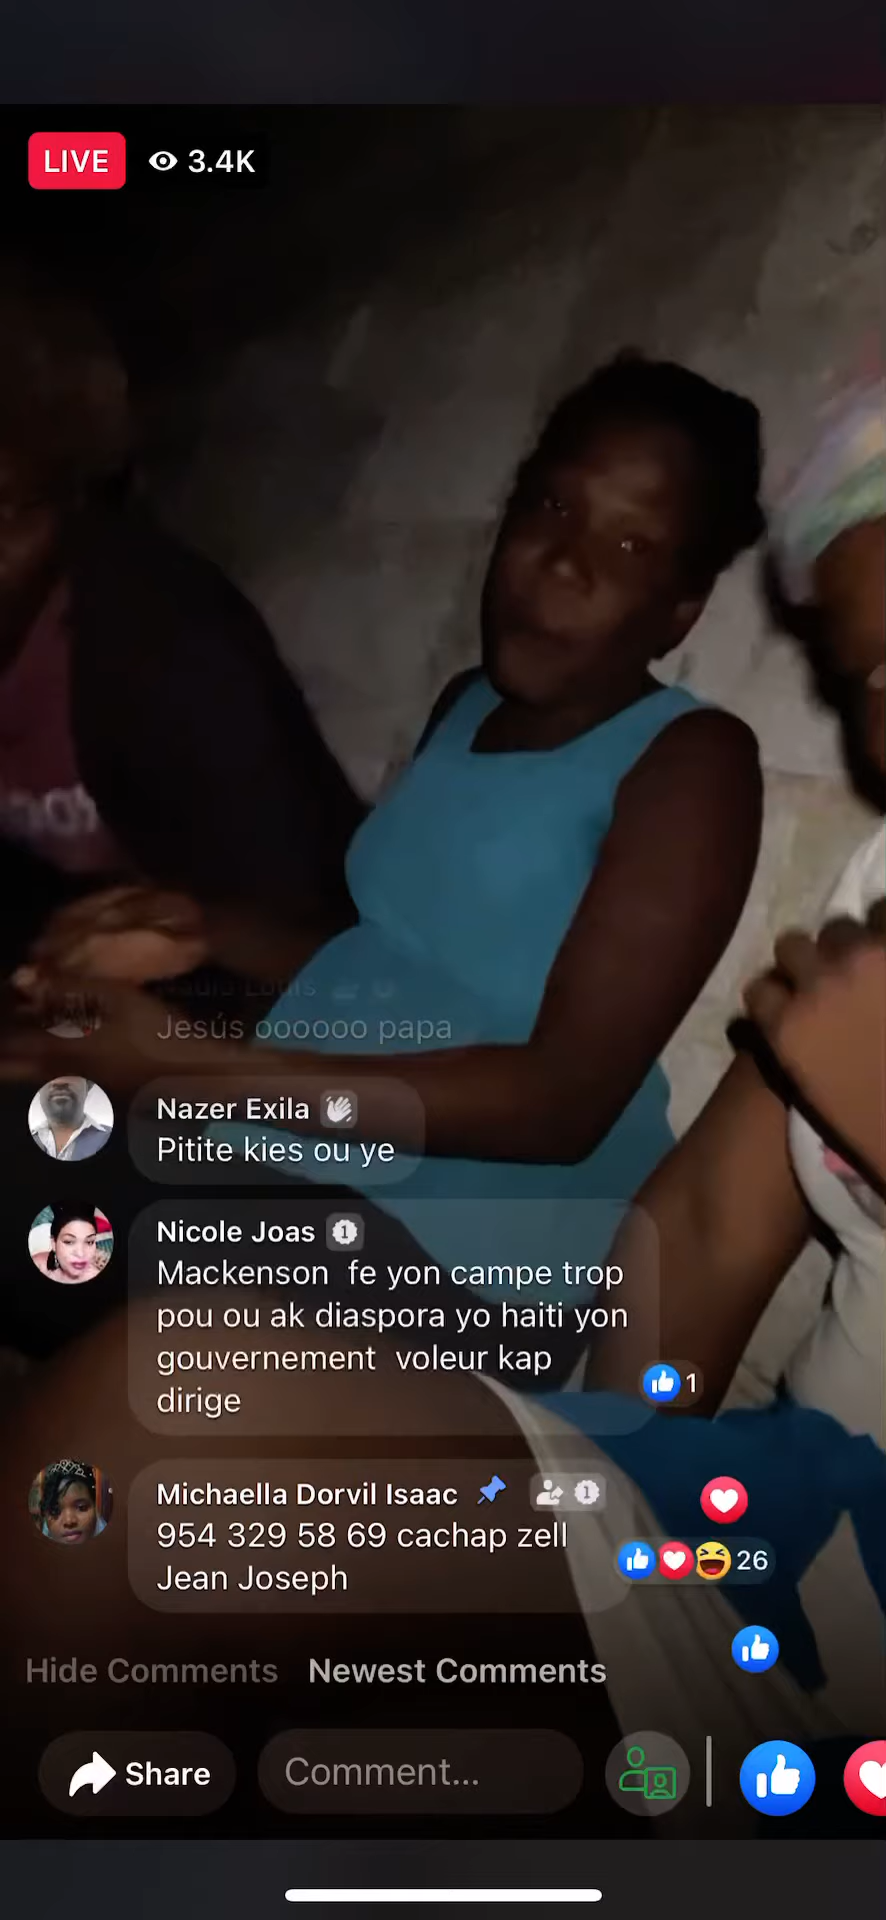 LIVE 3.4K
Jesús oooooo papa
Nazer Exila
Pitite kies ou ye
Nicole Joas 1
Mackenson fe yon campe trop
pou ou ak diaspora yo haiti yon
gouvernement voleur kap
dirige
1
Michaella Dorvil Isaac 1
954 329 58 69 cachap zell
Jean Joseph
26
Hide Comments Newest Comments
Share Comment...